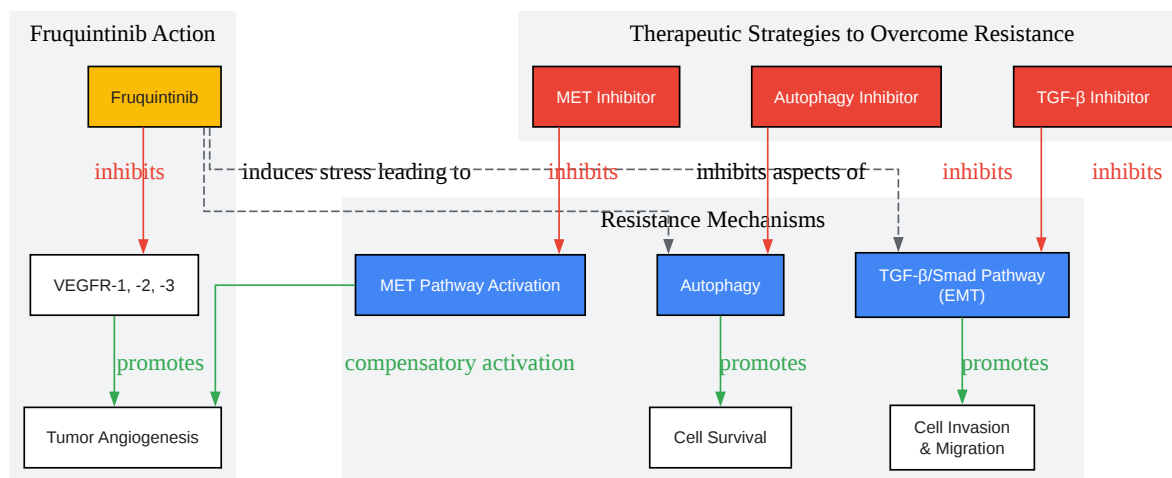 Fruquintinib Action
Therapeutic Strategies to Overcome Resistance
Fruquintinib
MET Inhibitor
Autophagy Inhibitor
TGF-β Inhibitor
inhibits
induces stress leading to
inhibits
inhibits aspects of
inhibits
inhibits
Resistance Mechanisms
VEGFR-1, -2, -3
MET Pathway Activation
Autophagy
TGF-β/Smad Pathway
(EMT)
promotes
compensatory activation
promotes
promotes
Tumor Angiogenesis
Cell Survival
Cell Invasion
& Migration